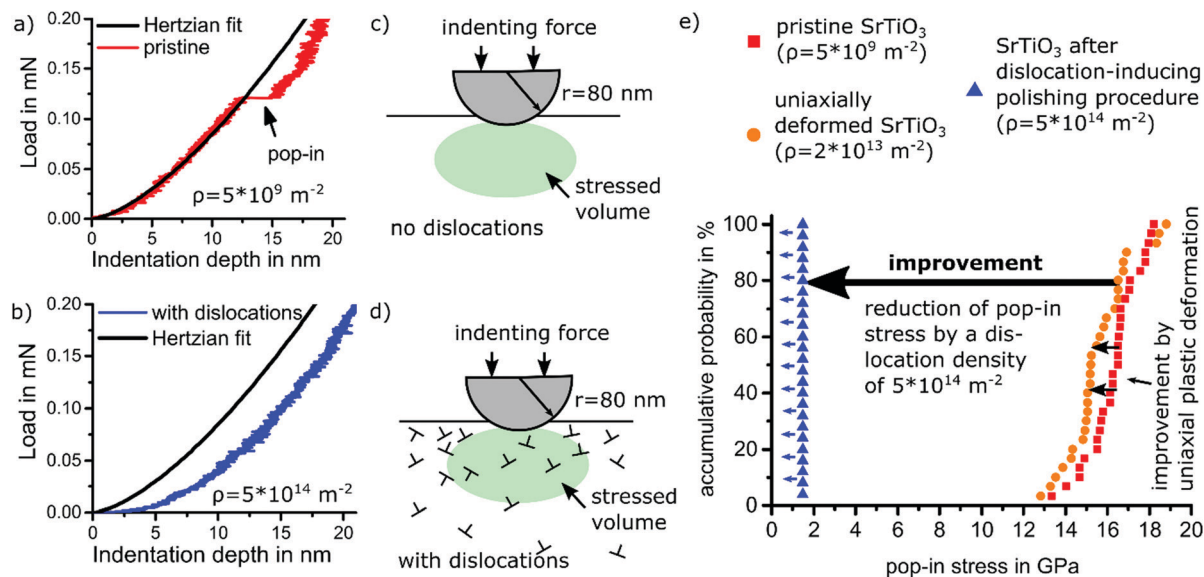 a)
Hertzian fit
pristine
pop-in
ρ=5*10⁹ m⁻²
Load in mN
0.20
0.15
0.10
0.05
0.00
0 5 10 15 20
Indentation depth in nm
b)
with dislocations
Hertzian fit
ρ=5*10¹⁴ m⁻²
Load in mN
0.20
0.15
0.10
0.05
0.00
0 5 10 15 20
Indentation depth in nm
c)
indenting force
r=80 nm
stressed
volume
no dislocations
d)
indenting force
r=80 nm
stressed
volume
with dislocations
e)
pristine SrTiO₃
(ρ=5*10⁹ m⁻²)
uniaxially
deformed SrTiO₃
(ρ=2*10¹³ m⁻²)
SrTiO₃ after
dislocation-inducing
polishing procedure
(ρ=5*10¹⁴ m⁻²)
accumulative probability in %
100
80
60
40
20
0
improvement
reduction of pop-in
stress by a dis-
location density
of 5*10¹⁴ m⁻²
improvement by
uniaxial plastic deformation
0 2 4 6 8 10 12 14 16 18 20
pop-in stress in GPa